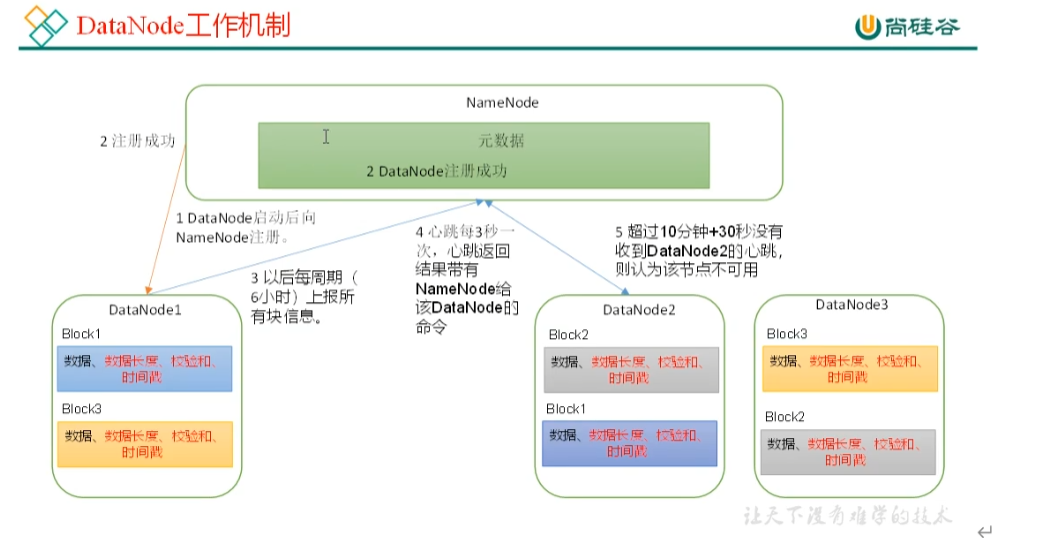 DataNode工作机制
尚硅谷
NameNode
元数据
2 DataNode注册成功
2 注册成功
1 DataNode启动后向
NameNode注册。
3 以后每周期（
6小时）上报所
有块信息。
4 心跳每3秒一
次，心跳返回
结果带有
NameNode给
该DataNode的
命令
5 超过10分钟+30秒没有
收到DataNode2的心跳，
则认为该节点不可用
DataNode1
Block1
数据、数据长度、校验和、
时间戳
Block3
数据、数据长度、校验和、
时间戳
DataNode2
Block2
数据、数据长度、校验和、
时间戳
Block1
数据、数据长度、校验和、
时间戳
DataNode3
Block3
数据、数据长度、校验和、
时间戳
Block2
数据、数据长度、校验和、
时间戳
让天下没有难学的技术